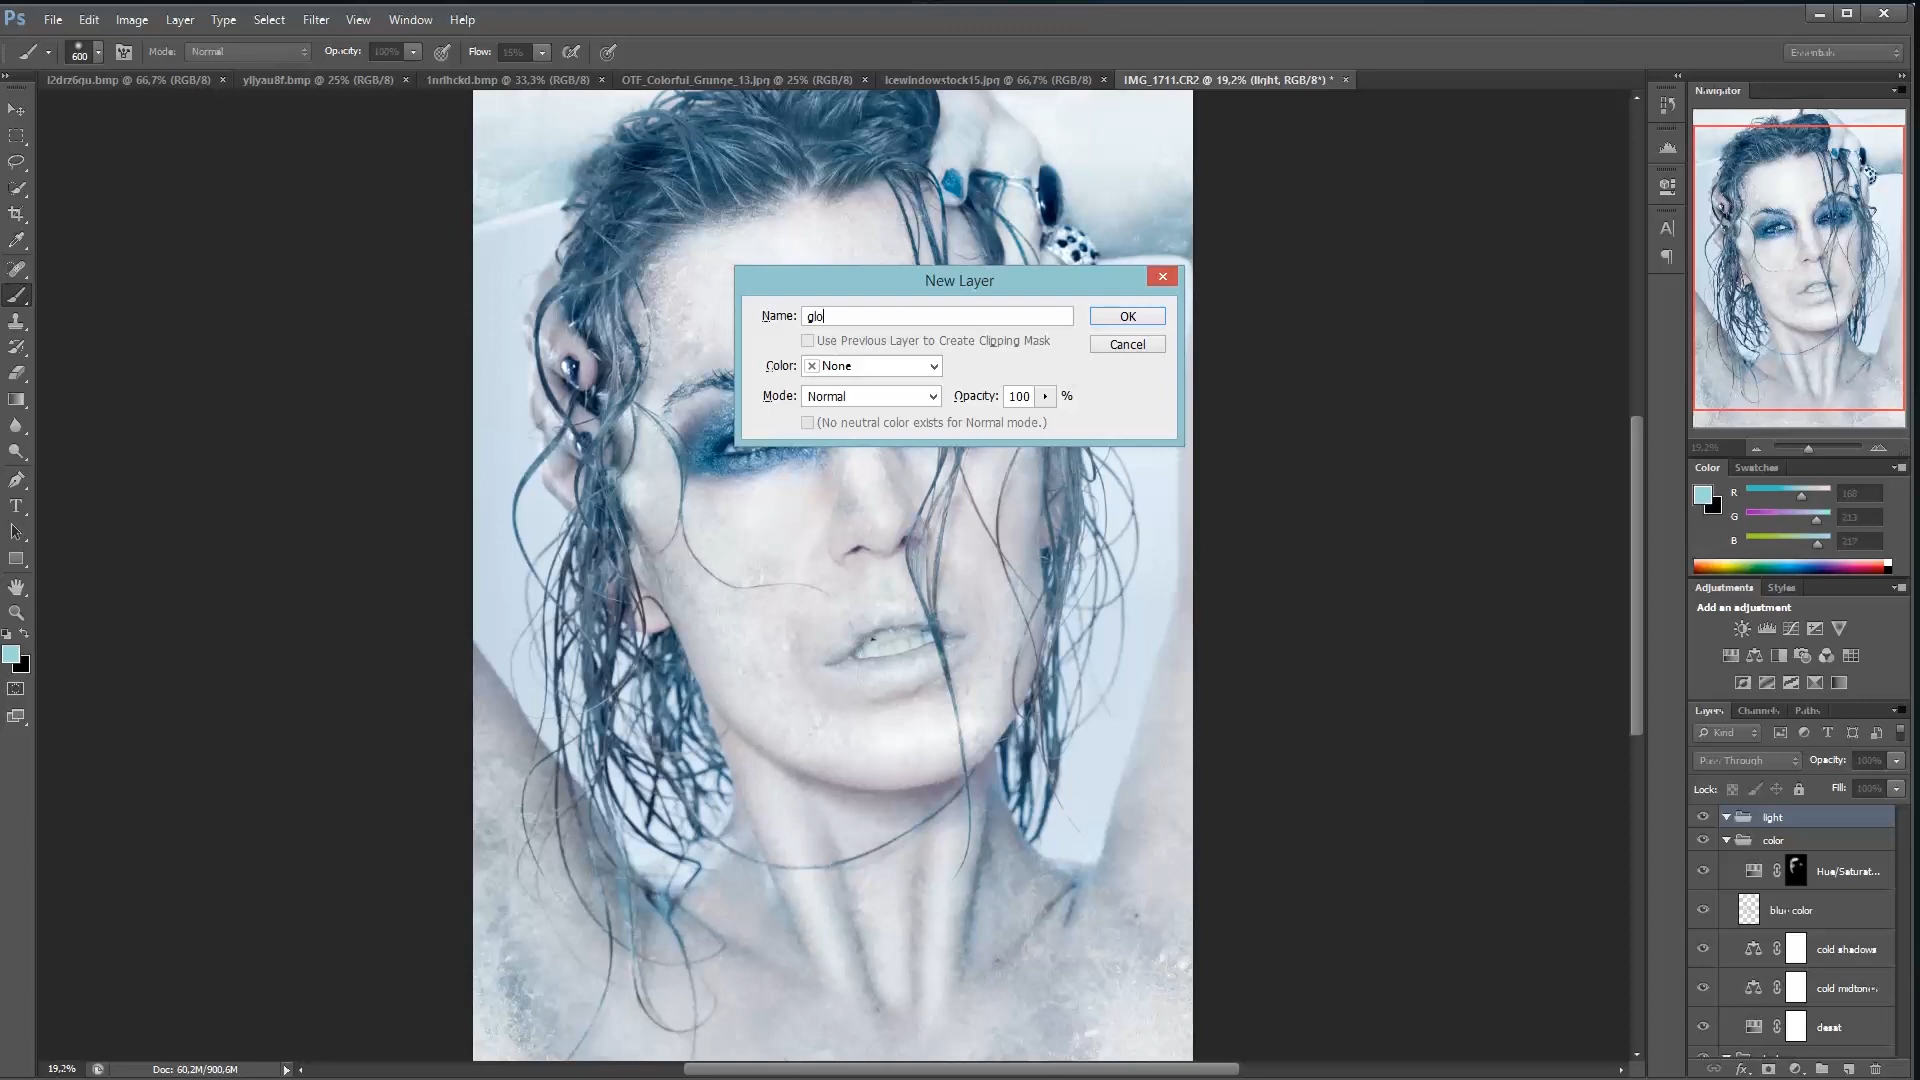 Ps File Edit Image Layer Type Select Filter View Window Help
600 Mode: Normal Opacity: 100% Flow: 15% Essentials
i2drz6qu.bmp @ 66,7% (RGB/8) × yljyau8f.bmp @ 25% (RGB/8) × 1nrlhckd.bmp @ 33,3% (RGB/8) × OTF_Colorful_Grunge_13.jpg @ 25% (RGB/8) × icewindowstock15.jpg @ 66,7% (RGB/8) × IMG_1711.CR2 @ 19,2% (light, RGB/8*) * ×
Navigator
New Layer
Name: glo OK
Use Previous Layer to Create Clipping Mask
Cancel
Color: None
Mode: Normal Opacity: 100 %
(No neutral color exists for Normal mode.)
19,2%
Color Swatches
R 168
G 213
B 217
Adjustments Styles
Add an adjustment
Layers Channels Paths
Kind
Pass Through Opacity: 100%
Lock: Fill: 100%
light
color
Hue/Saturat...
blue color
cold shadows
cold midtones
desat
19,2% Doc: 60,2M/900,6M